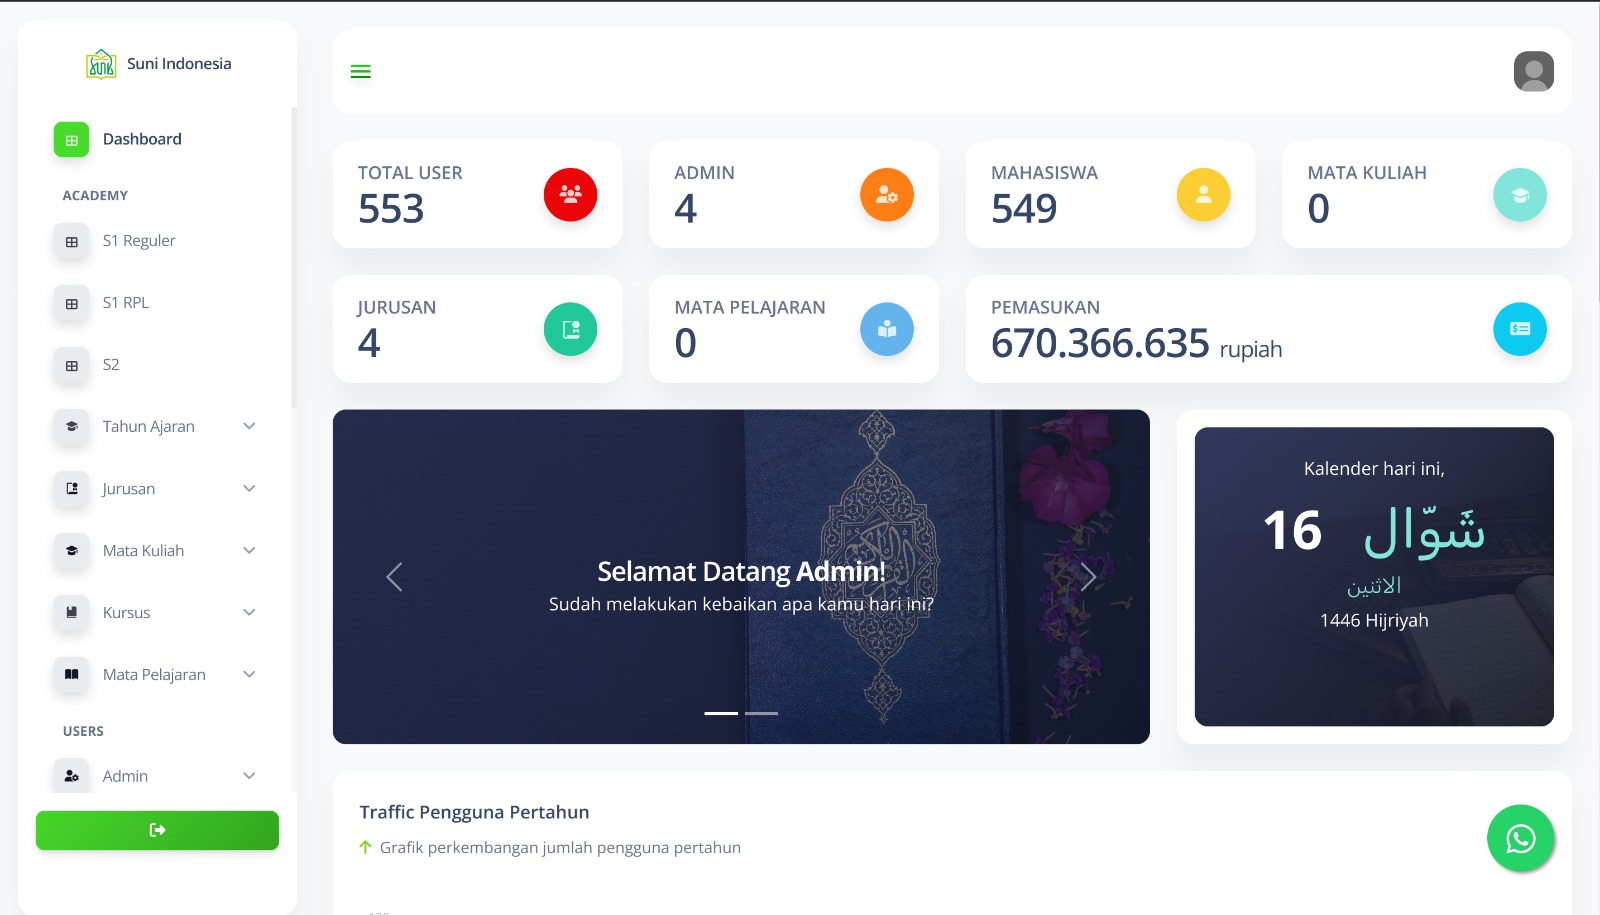 Suni Indonesia
Dashboard
ACADEMY
S1 Reguler
S1 RPL
S2
Tahun Ajaran
Jurusan
Mata Kuliah
Kursus
Mata Pelajaran
USERS
Admin
TOTAL USER
553
ADMIN
4
MAHASISWA
549
MATA KULIAH
0
JURUSAN
4
MATA PELAJARAN
0
PEMASUKAN
670.366.635 rupiah
Selamat Datang Admin!
Sudah melakukan kebaikan apa kamu hari ini?
Kalender hari ini,
16 شَوّال
الاثنين
1446 Hijriyah
Traffic Pengguna Pertahun
Grafik perkembangan jumlah pengguna pertahun